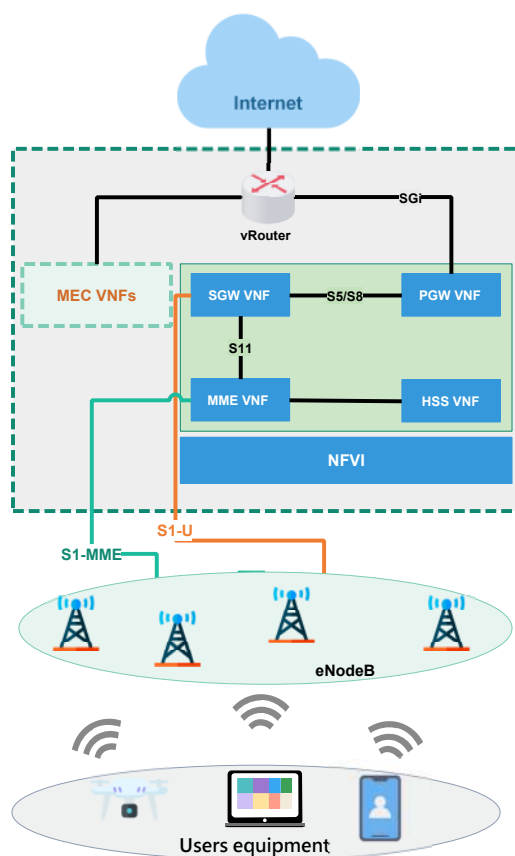 Internet
SGi
vRouter
MEC VNFs
SGW VNF
S5/S8
PGW VNF
S11
MME VNF
HSS VNF
NFVI
S1-U
S1-MME
eNodeB
Users equipment